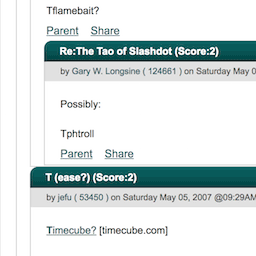 Tflamebait?
Parent Share
Re:The Tao of Slashdot (Score:2)
by Gary W. Longsine ( 124661 ) on Saturday May 0
Possibly:
Tphtroll
Parent Share
T (ease?) (Score:2)
by jefu ( 53450 ) on Saturday May 05, 2007 @09:29AM
Timecube? [timecube.com]